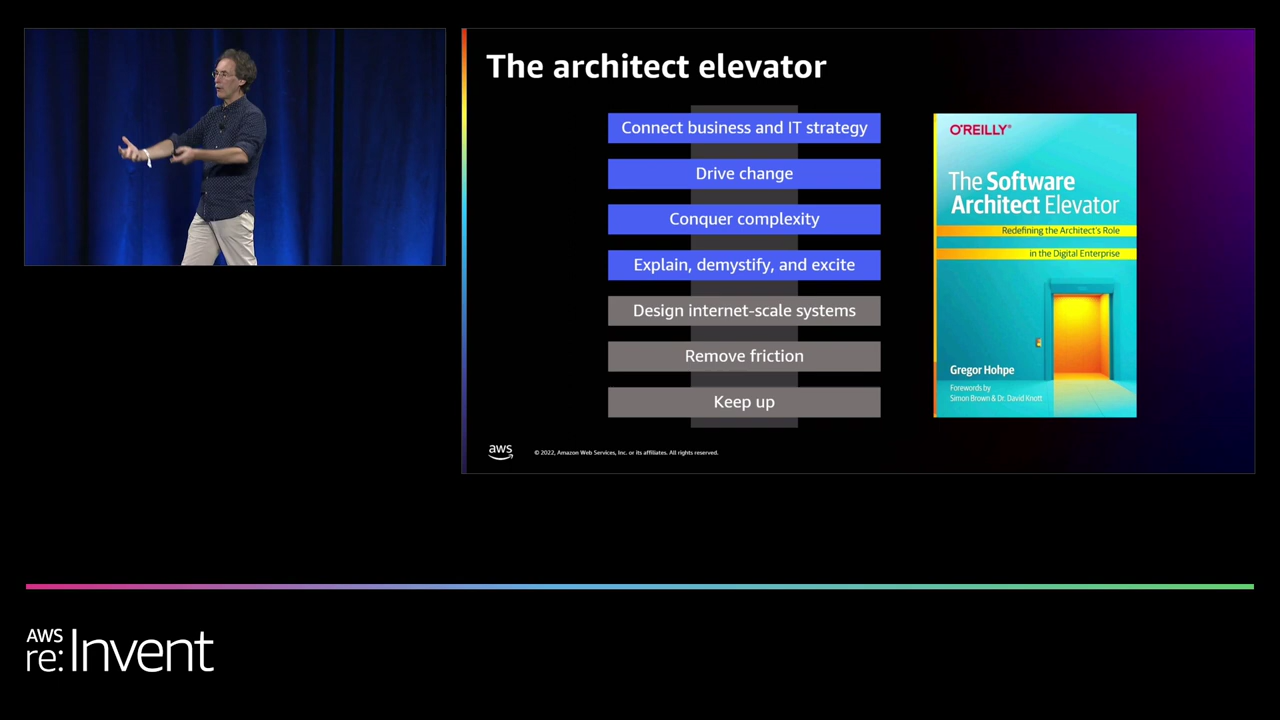 The architect elevator
Connect business and IT strategy
Drive change
Conquer complexity
Explain, demystify, and excite
Design internet-scale systems
Remove friction
Keep up
O'REILLY®
The Software
Architect Elevator
Redefining the Architect's Role
in the Digital Enterprise
Gregor Hohpe
Forewords by
Simon Brown & Dr. David Knott
aws
© 2022, Amazon Web Services, Inc. or its affiliates. All rights reserved.
AWS
re:Invent